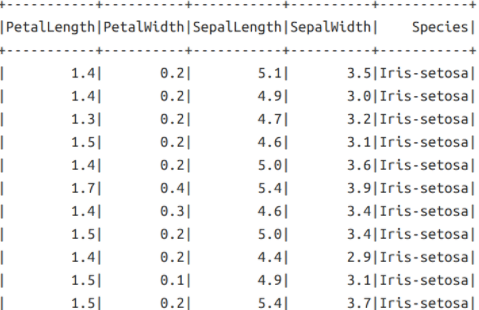 +-----------+----------+-----------+----------+-----------+
|PetalLength|PetalWidth|SepalLength|SepalWidth|    Species|
+-----------+----------+-----------+----------+-----------+
|        1.4|       0.2|        5.1|       3.5|Iris-setosa|
|        1.4|       0.2|        4.9|       3.0|Iris-setosa|
|        1.3|       0.2|        4.7|       3.2|Iris-setosa|
|        1.5|       0.2|        4.6|       3.1|Iris-setosa|
|        1.4|       0.2|        5.0|       3.6|Iris-setosa|
|        1.7|       0.4|        5.4|       3.9|Iris-setosa|
|        1.4|       0.3|        4.6|       3.4|Iris-setosa|
|        1.5|       0.2|        5.0|       3.4|Iris-setosa|
|        1.4|       0.2|        4.4|       2.9|Iris-setosa|
|        1.5|       0.1|        4.9|       3.1|Iris-setosa|
|        1.5|       0.2|        5.4|       3.7|Iris-setosa|